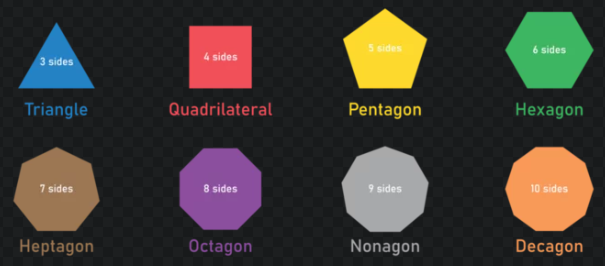 3 sides
4 sides
5 sides
6 sides
Triangle
Quadrilateral
Pentagon
Hexagon
7 sides
8 sides
9 sides
10 sides
Heptagon
Octagon
Nonagon
Decagon